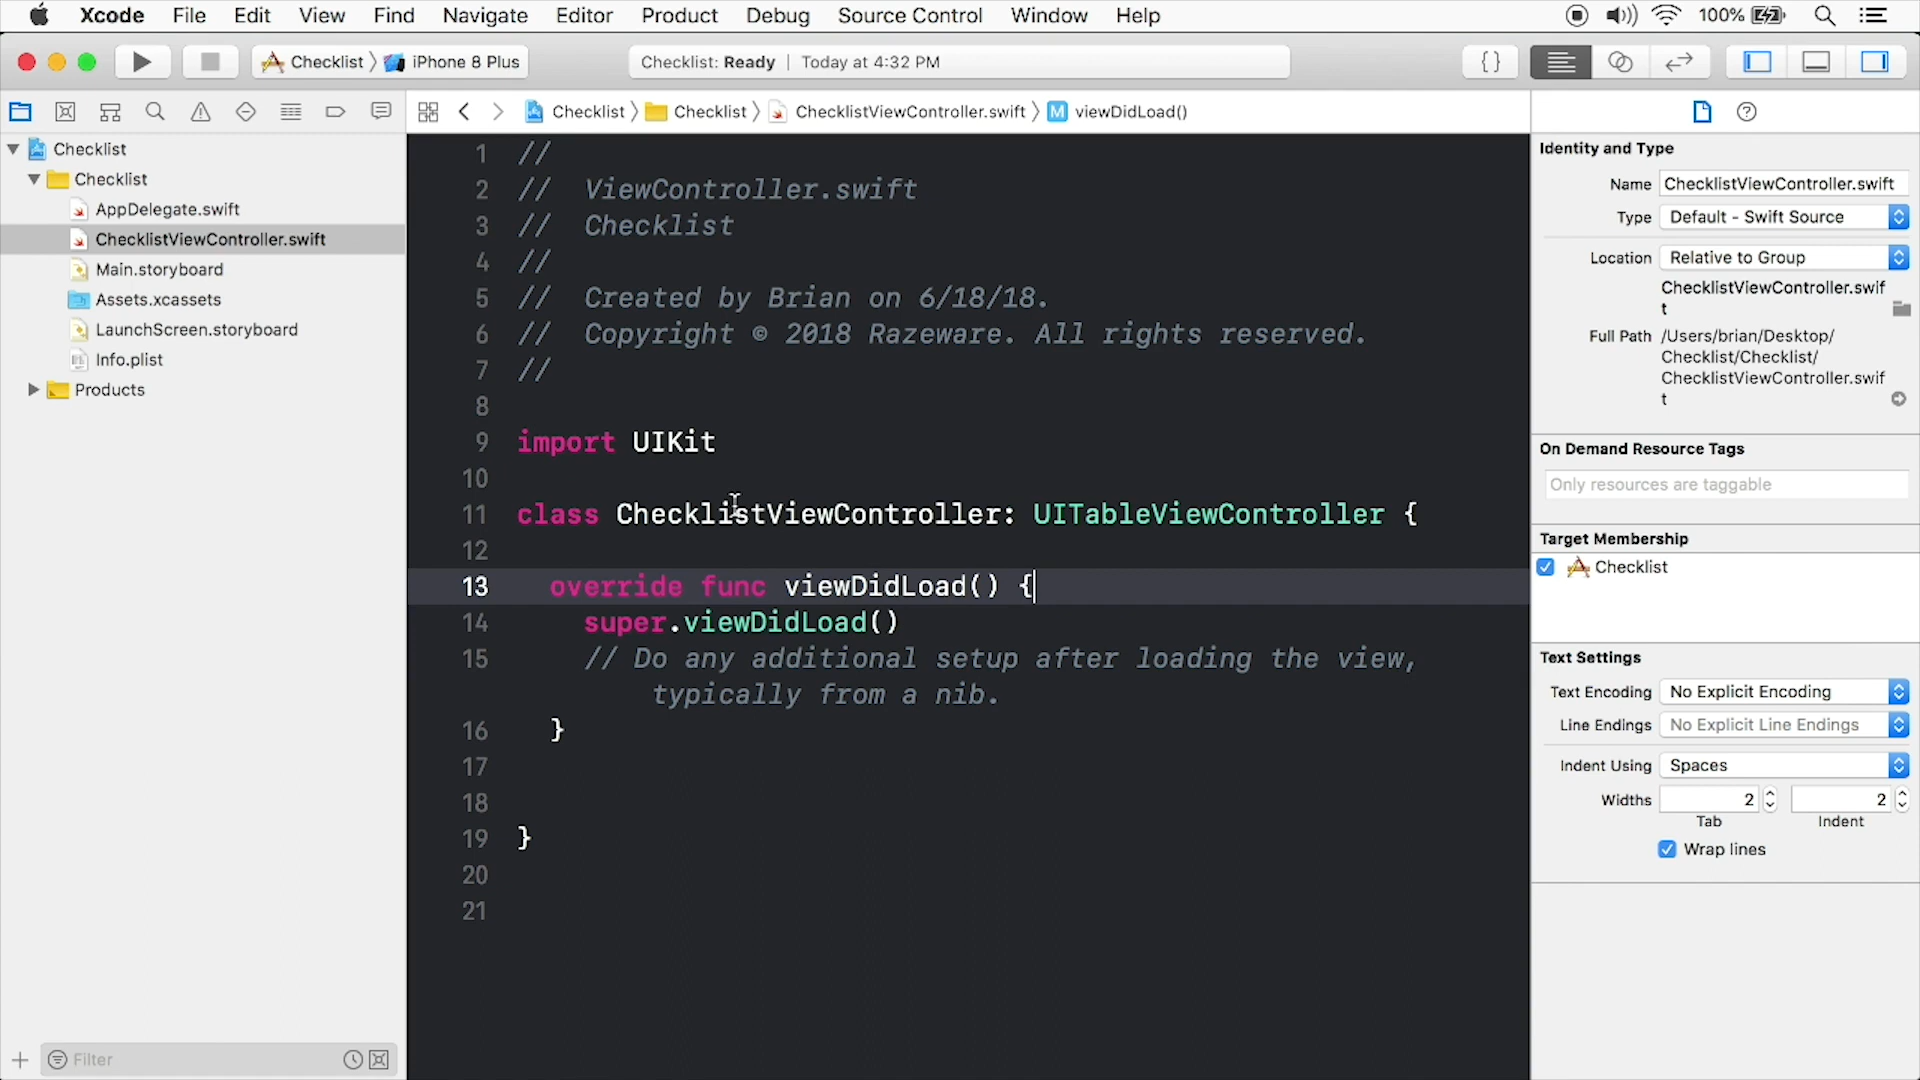 Xcode File Edit View Find Navigate Editor Product Debug Source Control Window Help 100%
Checklist iPhone 8 Plus Checklist: Ready | Today at 4:32 PM {}
Checklist Checklist ChecklistViewController.swift M viewDidLoad()
Checklist
Checklist
AppDelegate.swift
ChecklistViewController.swift
Main.storyboard
Assets.xcassets
LaunchScreen.storyboard
Info.plist
Products
Filter
1 //
2 // ViewController.swift
3 // Checklist
4 //
5 // Created by Brian on 6/18/18.
6 // Copyright © 2018 Razeware. All rights reserved.
7 //
8
9 import UIKit
10
11 class ChecklistViewController: UITableViewController {
12
13 override func viewDidLoad() {
14 super.viewDidLoad()
15 // Do any additional setup after loading the view,
typically from a nib.
16 }
17
18
19 }
20
21
Identity and Type
Name ChecklistViewController.swift
Type Default - Swift Source
Location Relative to Group
ChecklistViewController.swif
t
Full Path /Users/brian/Desktop/
Checklist/Checklist/
ChecklistViewController.swif
t
On Demand Resource Tags
Only resources are taggable
Target Membership
Checklist
Text Settings
Text Encoding No Explicit Encoding
Line Endings No Explicit Line Endings
Indent Using Spaces
Widths 2 2
Tab Indent
Wrap lines